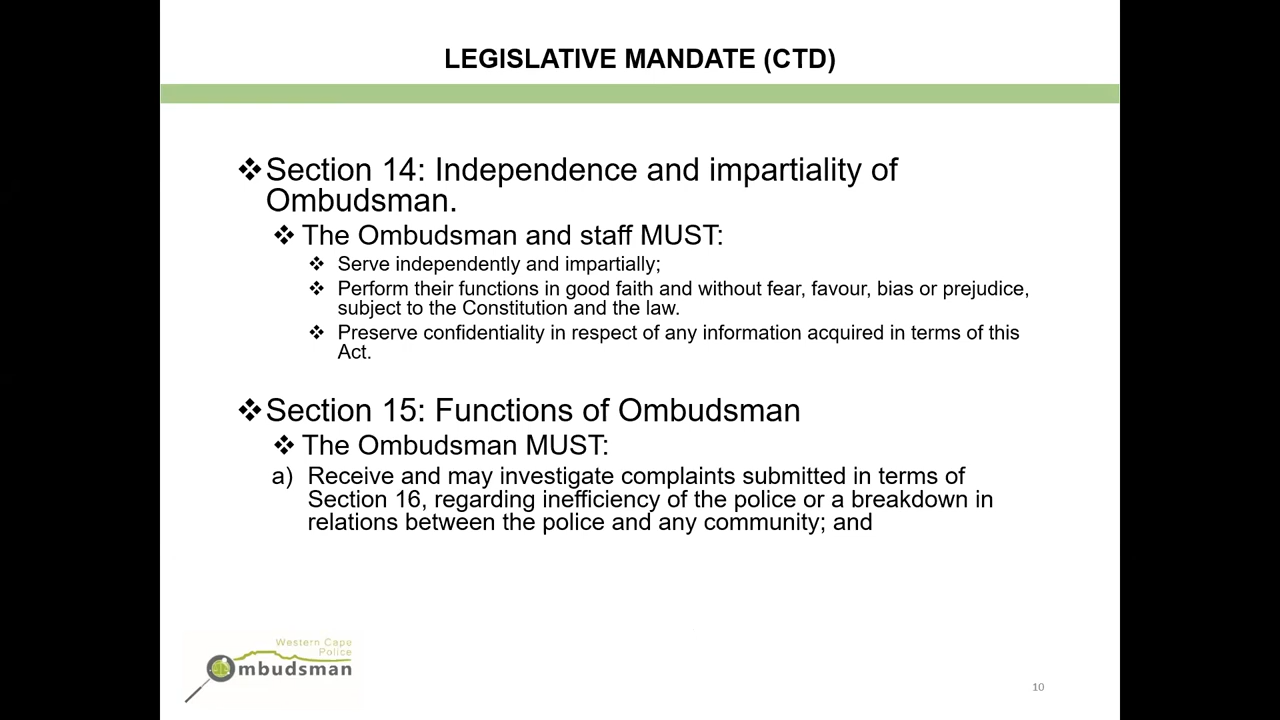 LEGISLATIVE MANDATE (CTD)
❖Section 14: Independence and impartiality of
Ombudsman.
❖ The Ombudsman and staff MUST:
❖ Serve independently and impartially;
❖ Perform their functions in good faith and without fear, favour, bias or prejudice,
subject to the Constitution and the law.
❖ Preserve confidentiality in respect of any information acquired in terms of this
Act.
❖Section 15: Functions of Ombudsman
❖ The Ombudsman MUST:
a) Receive and may investigate complaints submitted in terms of
Section 16, regarding inefficiency of the police or a breakdown in
relations between the police and any community; and
Western Cape
Police
Ombudsman
10